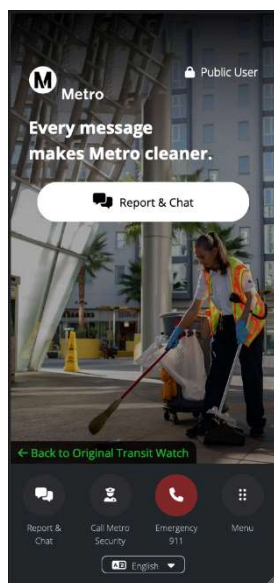 M
Metro
Public User
Every message
makes Metro cleaner.
Report & Chat
← Back to Original Transit Watch
Report &
Chat
Call Metro
Security
Emergency
911
Menu
English